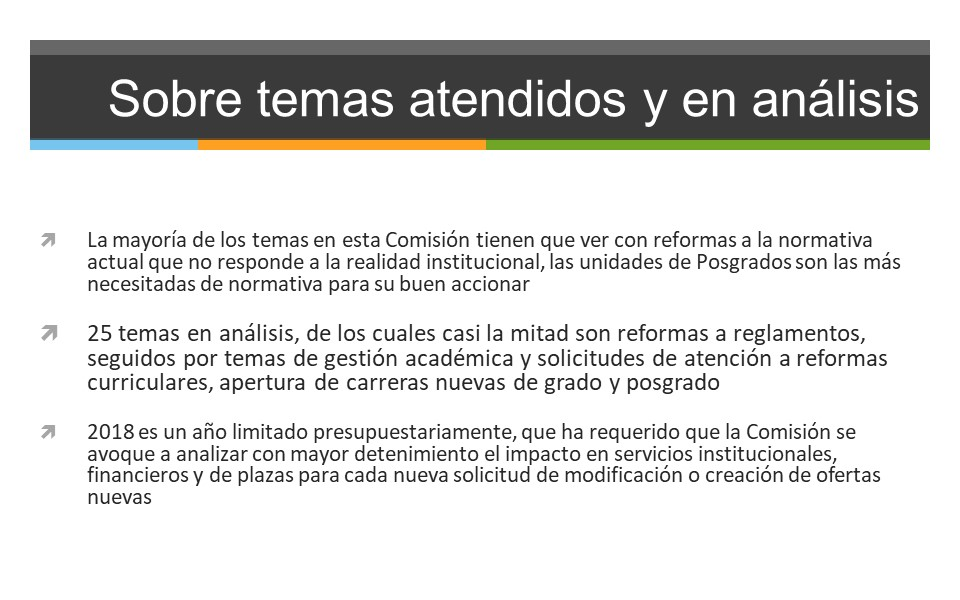 Sobre temas atendidos y en análisis
La mayoría de los temas en esta Comisión tienen que ver con reformas a la normativa
actual que no responde a la realidad institucional, las unidades de Posgrados son las más
necesitadas de normativa para su buen accionar
25 temas en análisis, de los cuales casi la mitad son reformas a reglamentos,
seguidos por temas de gestión académica y solicitudes de atención a reformas
curriculares, apertura de carreras nuevas de grado y posgrado
2018 es un año limitado presupuestariamente, que ha requerido que la Comisión se
avoque a analizar con mayor detenimiento el impacto en servicios institucionales,
financieros y de plazas para cada nueva solicitud de modificación o creación de ofertas
nuevas